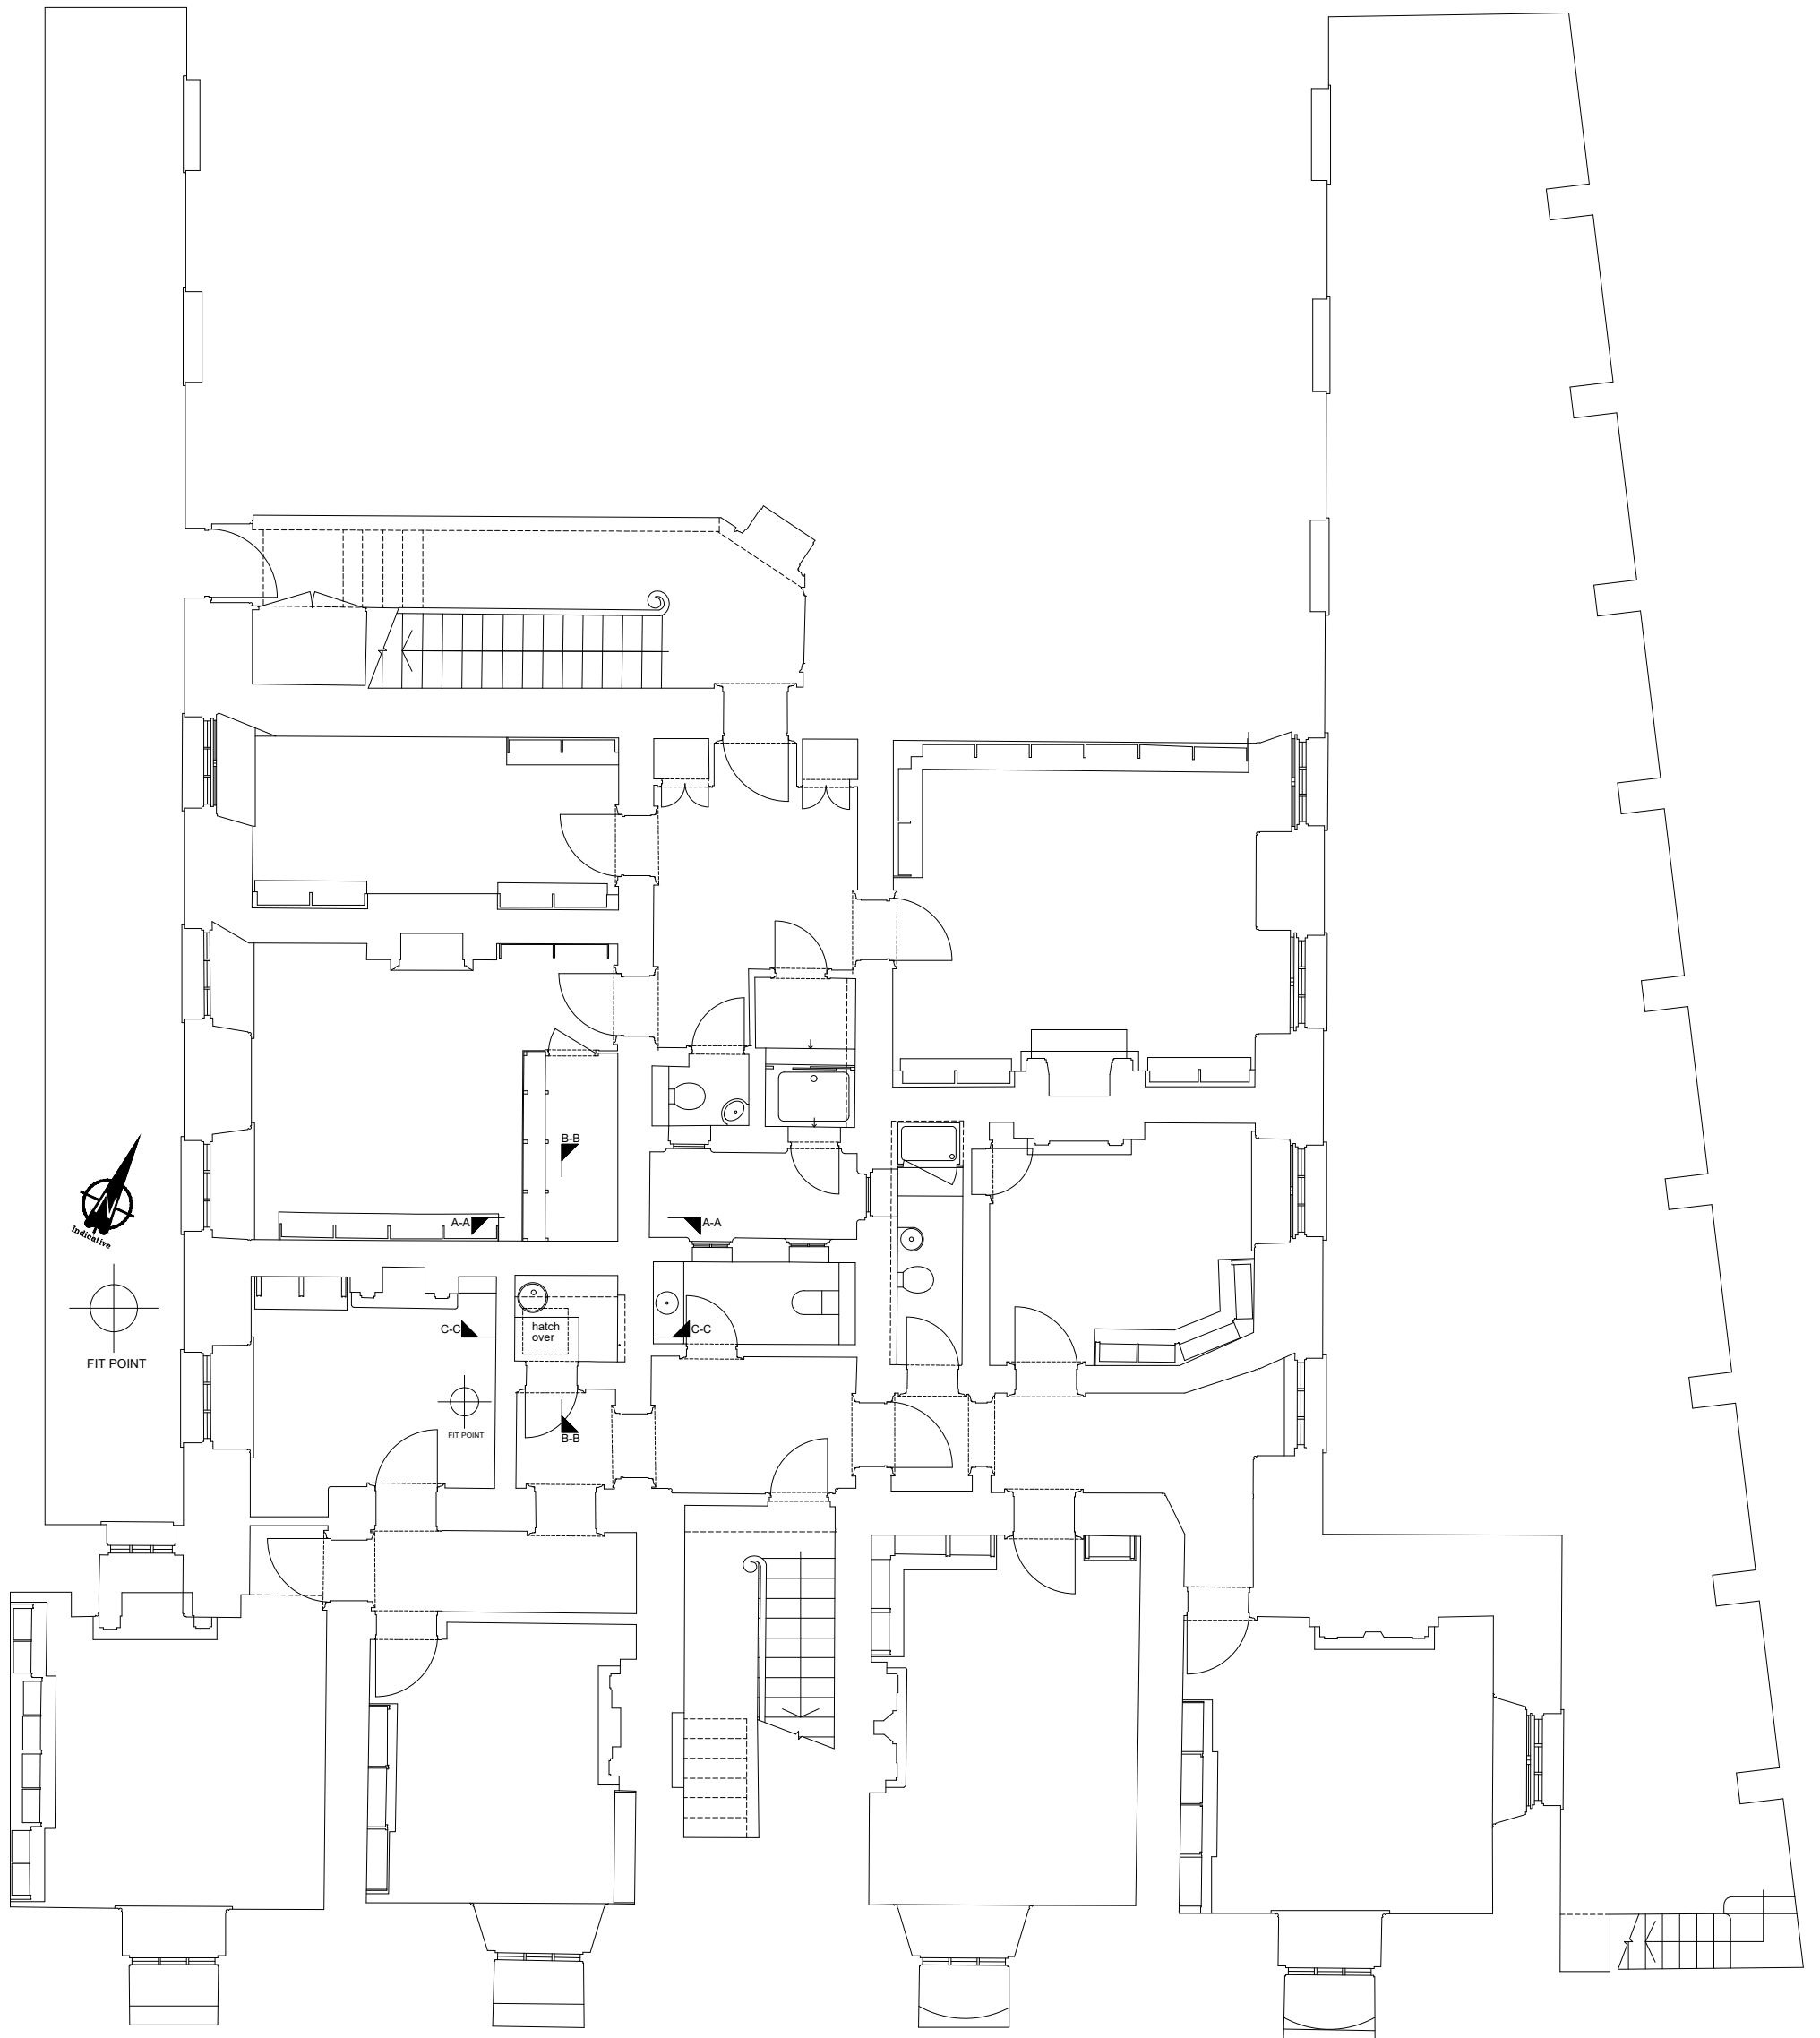 B-B
A-A
A-A
N
Indicative
FIT POINT
hatch
over
C-C
C-C
FIT POINT
B-B